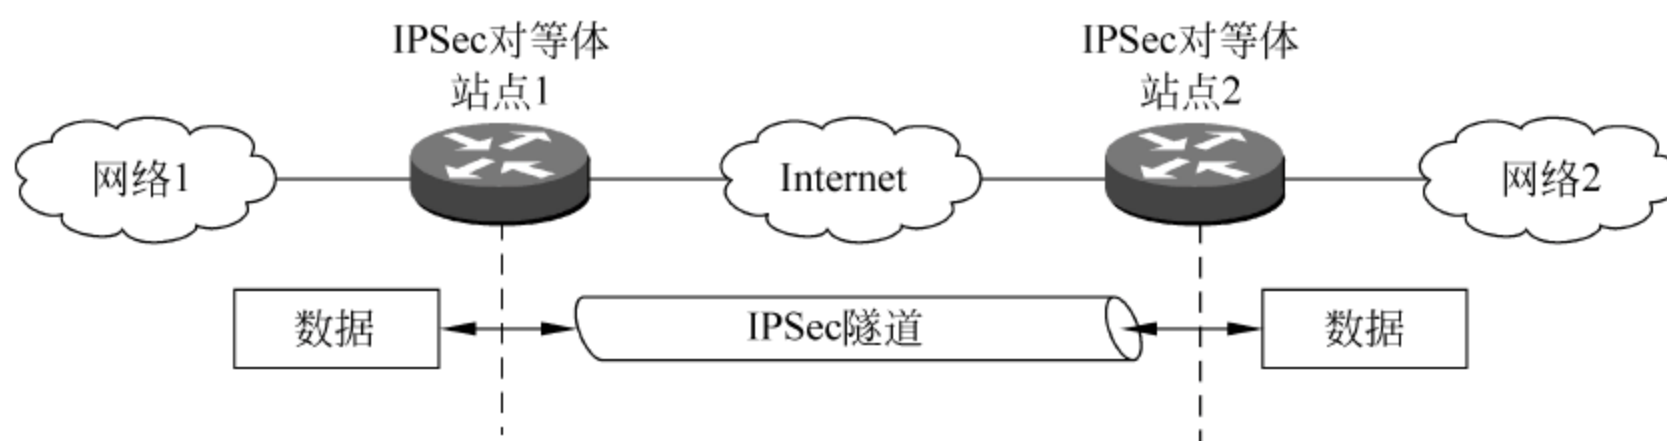 IPSec对等体
站点1
IPSec对等体
站点2
网络1
Internet
网络2
数据
IPSec隧道
数据